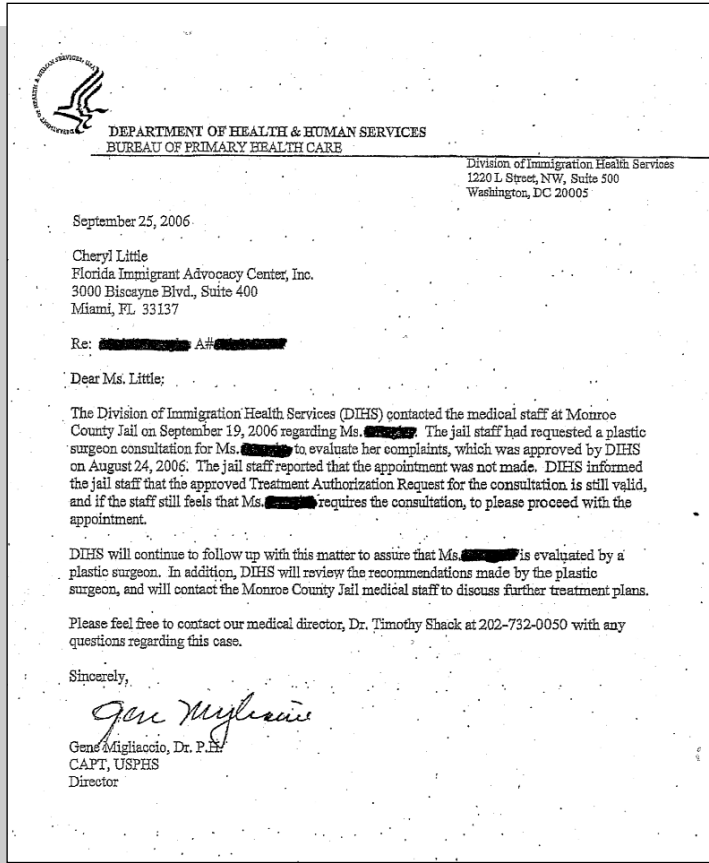 DEPARTMENT OF HEALTH & HUMAN SERVICES
BUREAU OF PRIMARY HEALTH CARE
Division of Immigration Health Services
1220 L Street, NW, Suite 500
Washington, DC 20005
September 25, 2006
Cheryl Little
Florida Immigrant Advocacy Center, Inc.
3000 Biscayne Blvd., Suite 400
Miami, FL 33137
Re: A#
Dear Ms. Little:
The Division of Immigration Health Services (DIHS) contacted the medical staff at Monroe
County Jail on September 19, 2006 regarding Ms. . The jail staff had requested a plastic
surgeon consultation for Ms. to evaluate her complaints, which was approved by DIHS
on August 24, 2006. The jail staff reported that the appointment was not made. DIHS informed
the jail staff that the approved Treatment Authorization Request for the consultation is still valid,
and if the staff still feels that Ms. requires the consultation, to please proceed with the
appointment.
DIHS will continue to follow up with this matter to assure that Ms. is evaluated by a
plastic surgeon. In addition, DIHS will review the recommendations made by the plastic
surgeon, and will contact the Monroe County Jail medical staff to discuss further treatment plans.
Please feel free to contact our medical director, Dr. Timothy Shack at 202-732-0050 with any
questions regarding this case.
Sincerely,
Gene Migliaccio
Gene Migliaccio, Dr. P.H.
CAPT, USPHS
Director